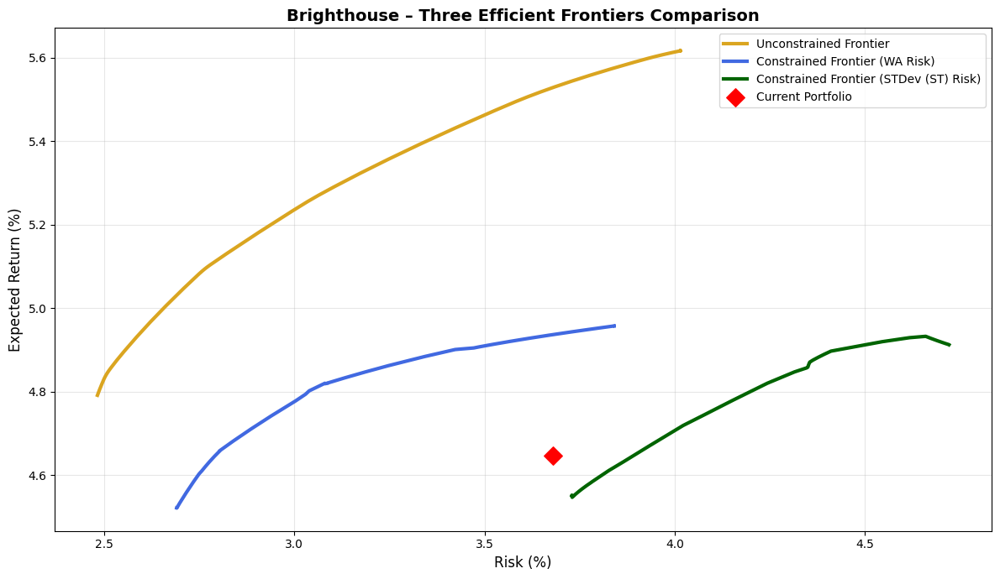 Brighthouse – Three Efficient Frontiers Comparison
Unconstrained Frontier
Constrained Frontier (WA Risk)
Constrained Frontier (STDev (ST) Risk)
Current Portfolio
Expected Return (%)
5.6
5.4
5.2
5.0
4.8
4.6
2.5
3.0
3.5
4.0
4.5
Risk (%)